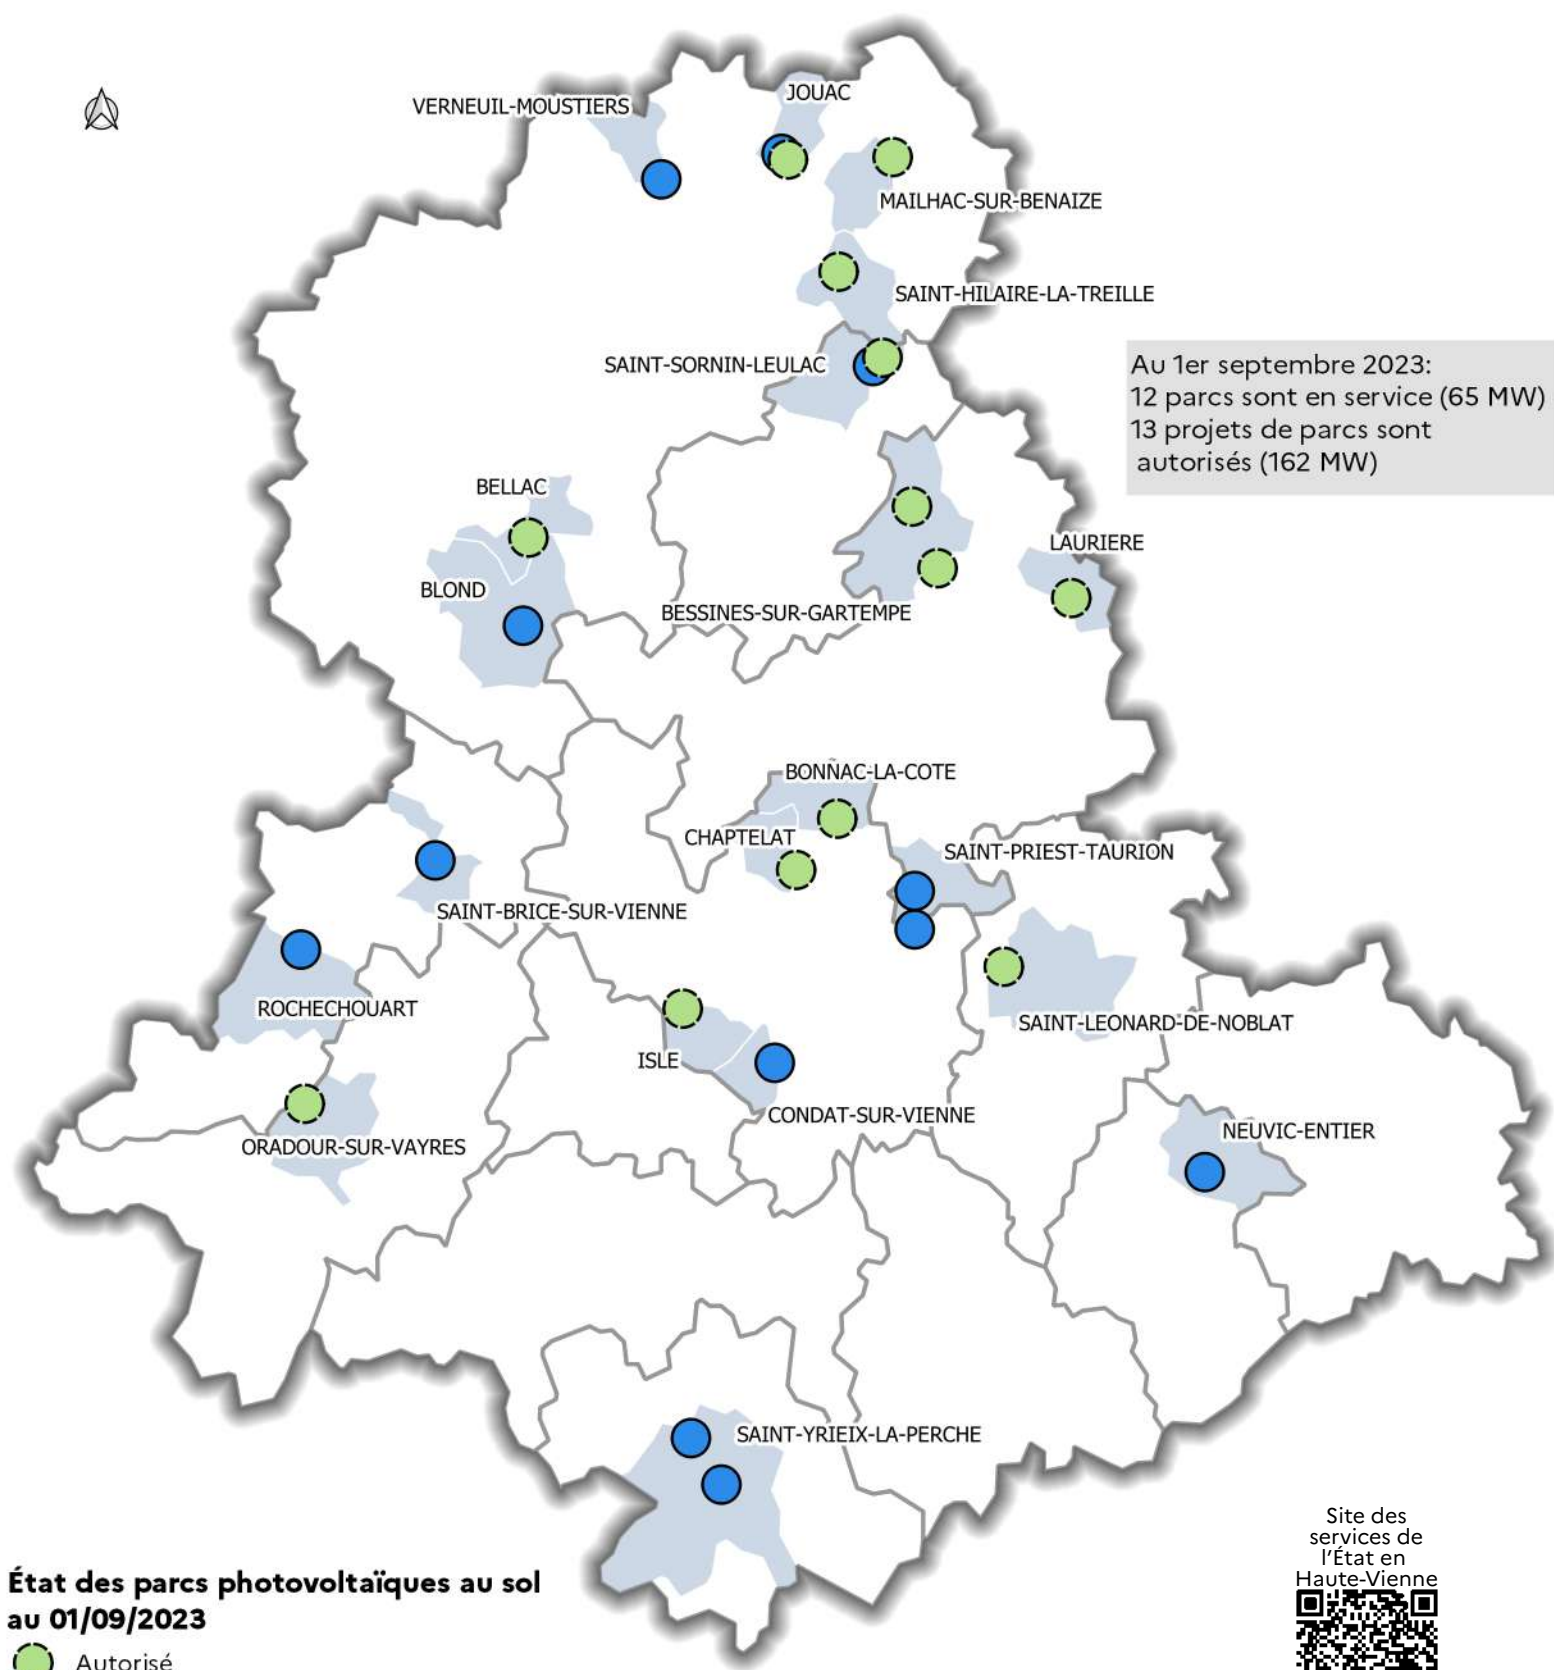 VERNEUIL-MOUSTIERS
JOUAC
MAILHAC-SUR-BENAIZE
SAINT-HILAIRE-LA-TREILLE
SAINT-SORNIN-LEULAC
Au 1er septembre 2023:
12 parcs sont en service (65 MW)
13 projets de parcs sont
autorisés (162 MW)
BELLAC
LAURIERE
BLOND
BESSINES-SUR-GARTEMPE
BONNAC-LA-COTE
CHAPTELAT
SAINT-PRIEST-TAURION
SAINT-BRICE-SUR-VIENNE
ROCHECHOUART
SAINT-LEONARD-DE-NOBLAT
ISLE
CONDAT-SUR-VIENNE
NEUVIC-ENTIER
ORADOUR-SUR-VAYRES
SAINT-YRIEIX-LA-PERCHE
Site des
services de
l'État en
Haute-Vienne
État des parcs photovoltaïques au sol
au 01/09/2023
Autorisé